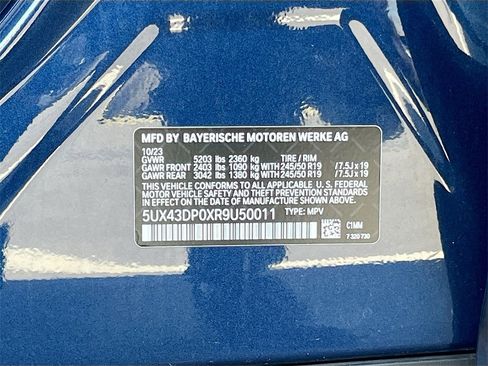 MFD BY BAYERISCHE MOTOREN WERKE AG
10/23
GVWR 5203 lbs 2360 kg TIRE / RIM
GAWR FRONT 2403 lbs 1090 kg 245/50 R19 /7.5J x 19
GAWR REAR 3042 lbs 1380 kg 245/50 R19 /7.5J x 19
THIS VEHICLE CONFORMS TO ALL APPLICABLE
FEDERAL MOTOR VEHICLE SAFETY AND THEFT PREVENTION STANDARDS
IN EFFECT ON THE DATE OF MANUFACTURE SHOWN ABOVE.
5UX43DP0XR9U50011 TYPE: MPV
C1MM
7 320 730